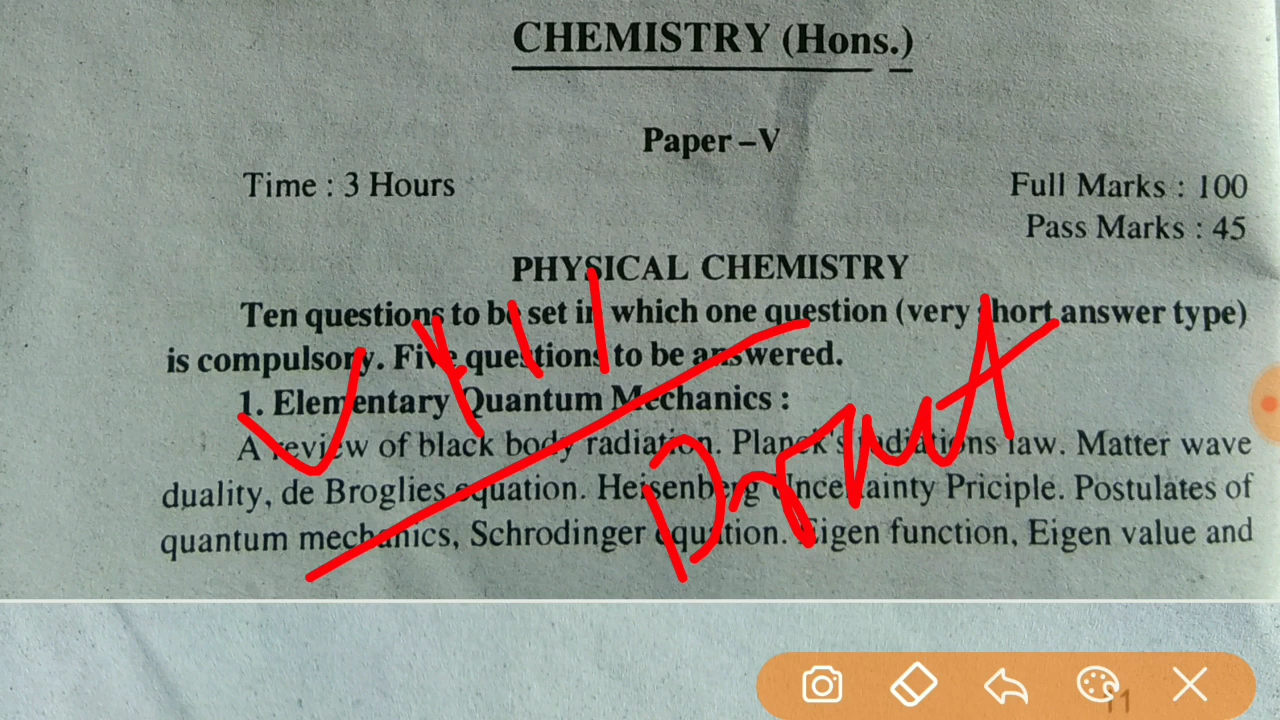 CHEMISTRY (Hons.)
Paper – V
Time : 3 Hours
Full Marks : 100
Pass Marks : 45
PHYSICAL CHEMISTRY
Ten questions to be set in which one question (very short answer type)
is compulsory. Five questions to be answered.
1. Elementary Quantum Mechanics :
A review of black body radiation. Planck's radiations law. Matter wave
duality, de Broglies equation. Heisenberg Uncertainty Priciple. Postulates of
quantum mechanics, Schrodinger equation. Eigen function, Eigen value and
11